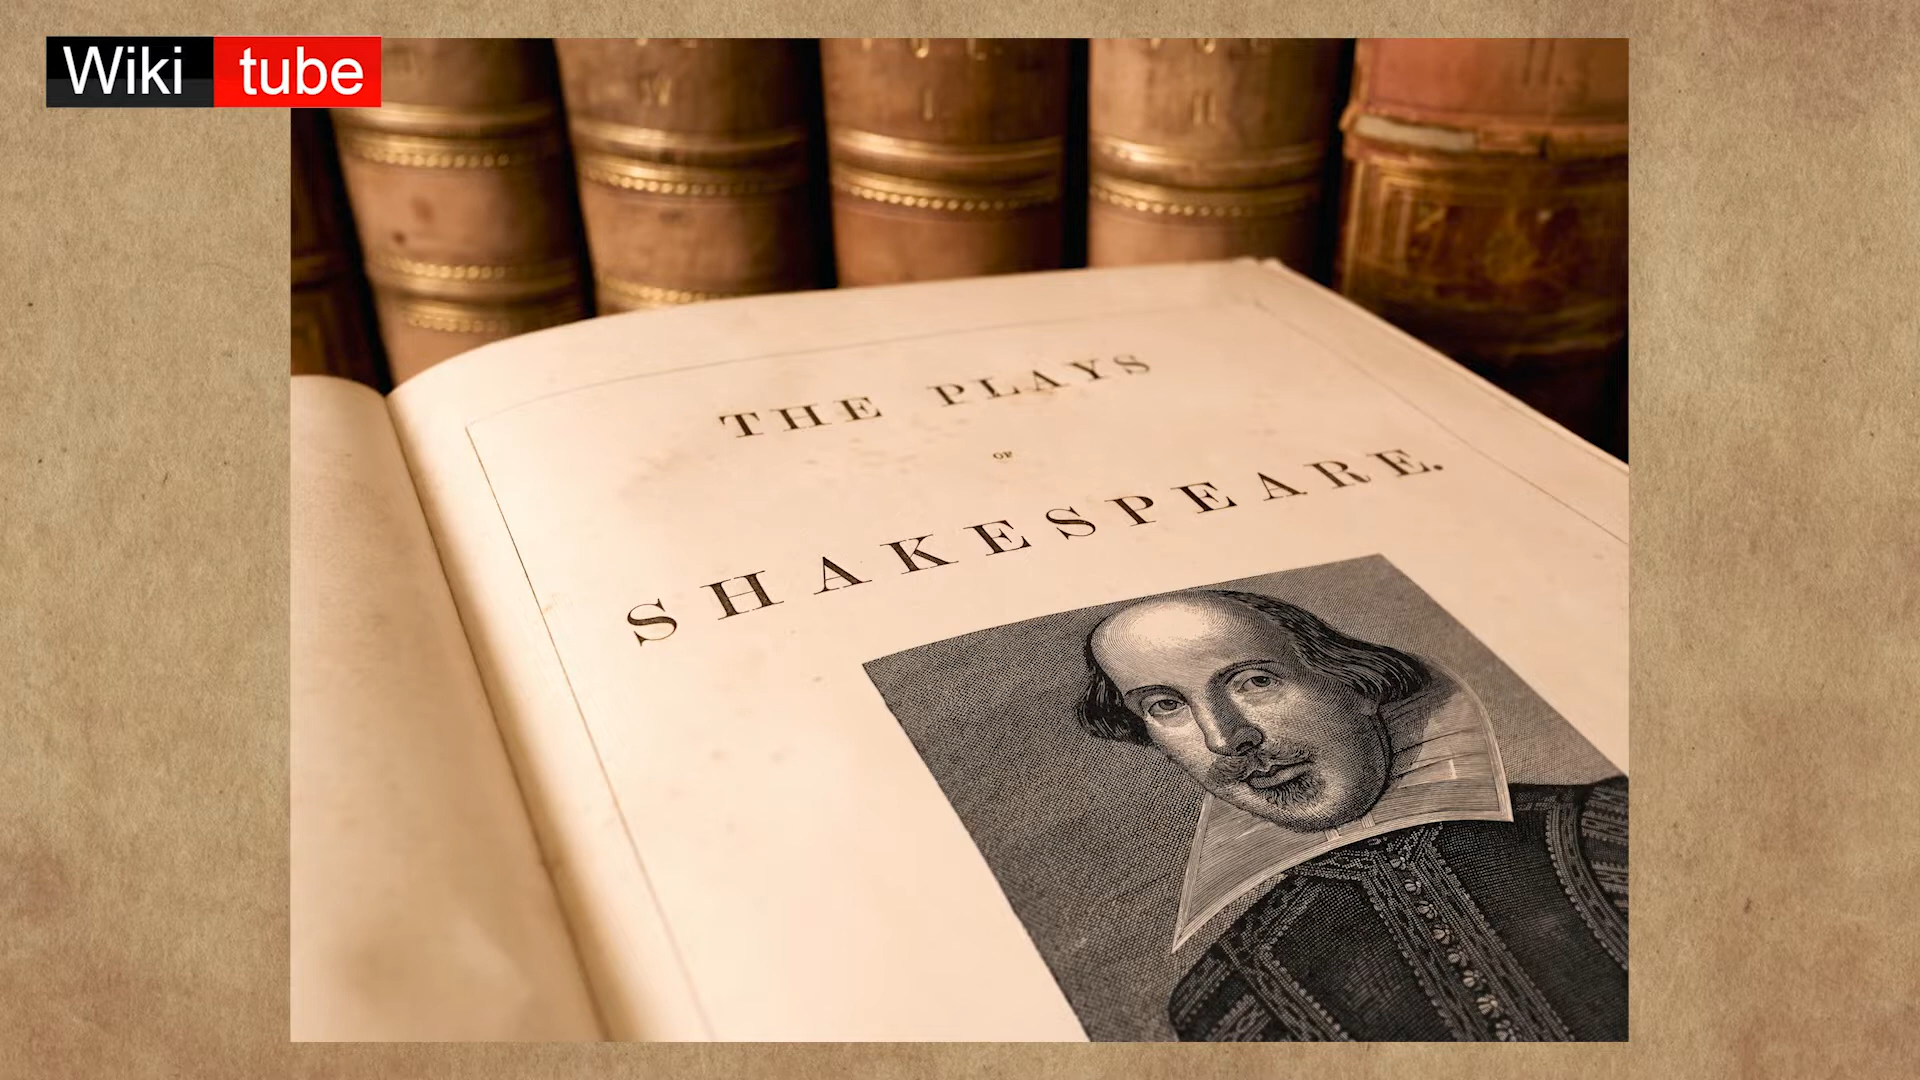 Wiki tube
THE PLAYS
OF
SHAKESPEARE.